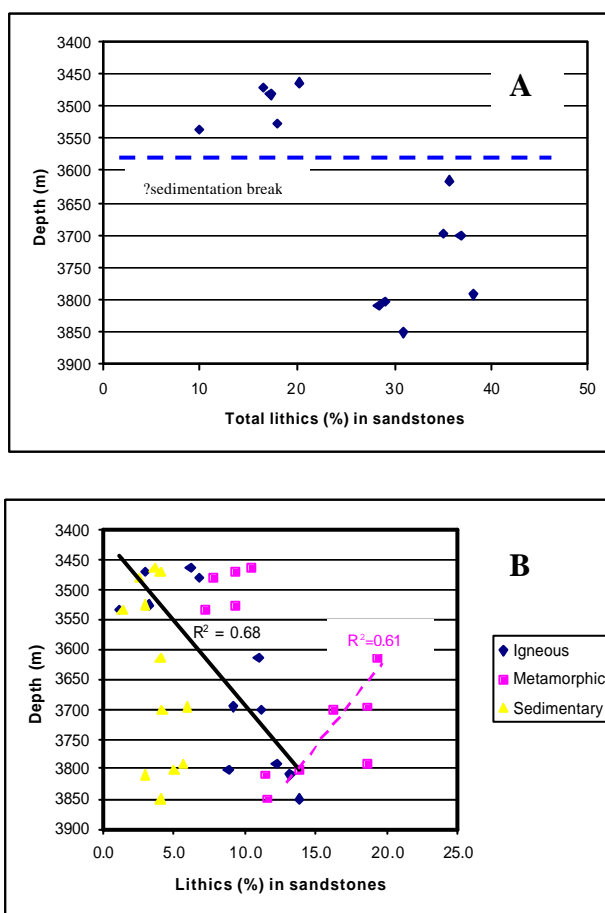 A
3400
3450
3500
3550
3600
3650
3700
3750
3800
3850
3900
Depth (m)
?sedimentation break
0 10 20 30 40 50
Total lithics (%) in sandstones
B
3400
3450
3500
3550
3600
3650
3700
3750
3800
3850
3900
Depth (m)
R² = 0.68
R²=0.61
Igneous
Metamorphic
Sedimentary
0.0 5.0 10.0 15.0 20.0 25.0
Lithics (%) in sandstones